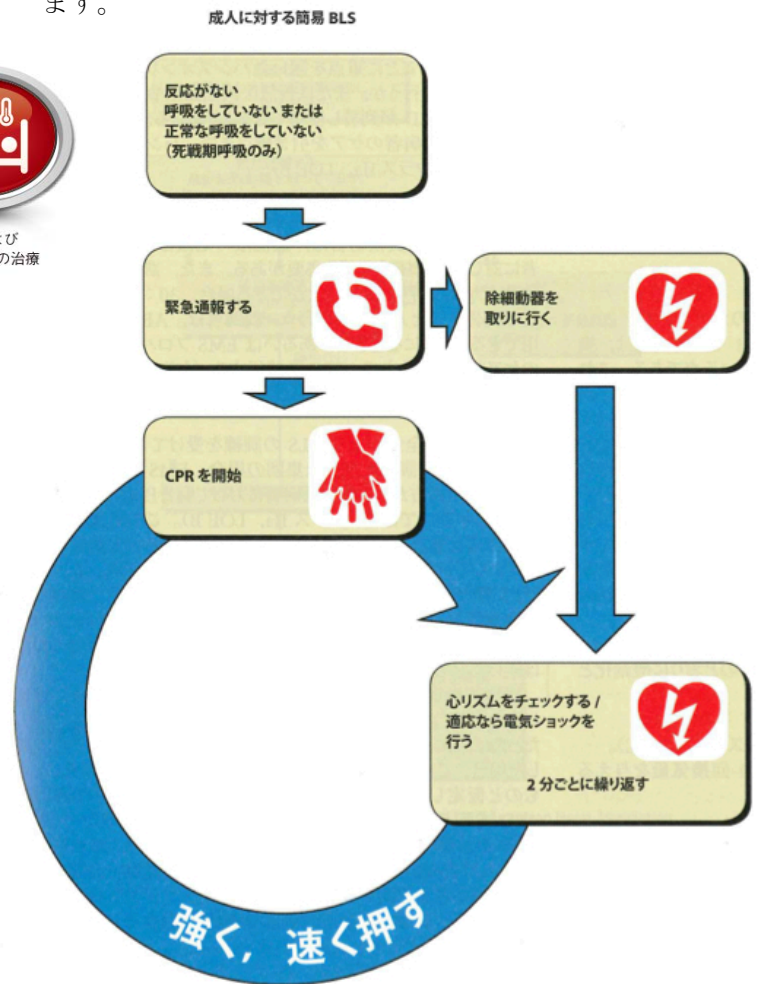 ます。
成人に対する簡易 BLS
反応がない
呼吸をしていない または
正常な呼吸をしていない
(死戦期呼吸のみ)
び
の治療
緊急通報する
除細動器を
取りに行く
CPR を開始
心リズムをチェックする /
適応なら電気ショックを
行う
2 分ごとに繰り返す
強く，速く押す